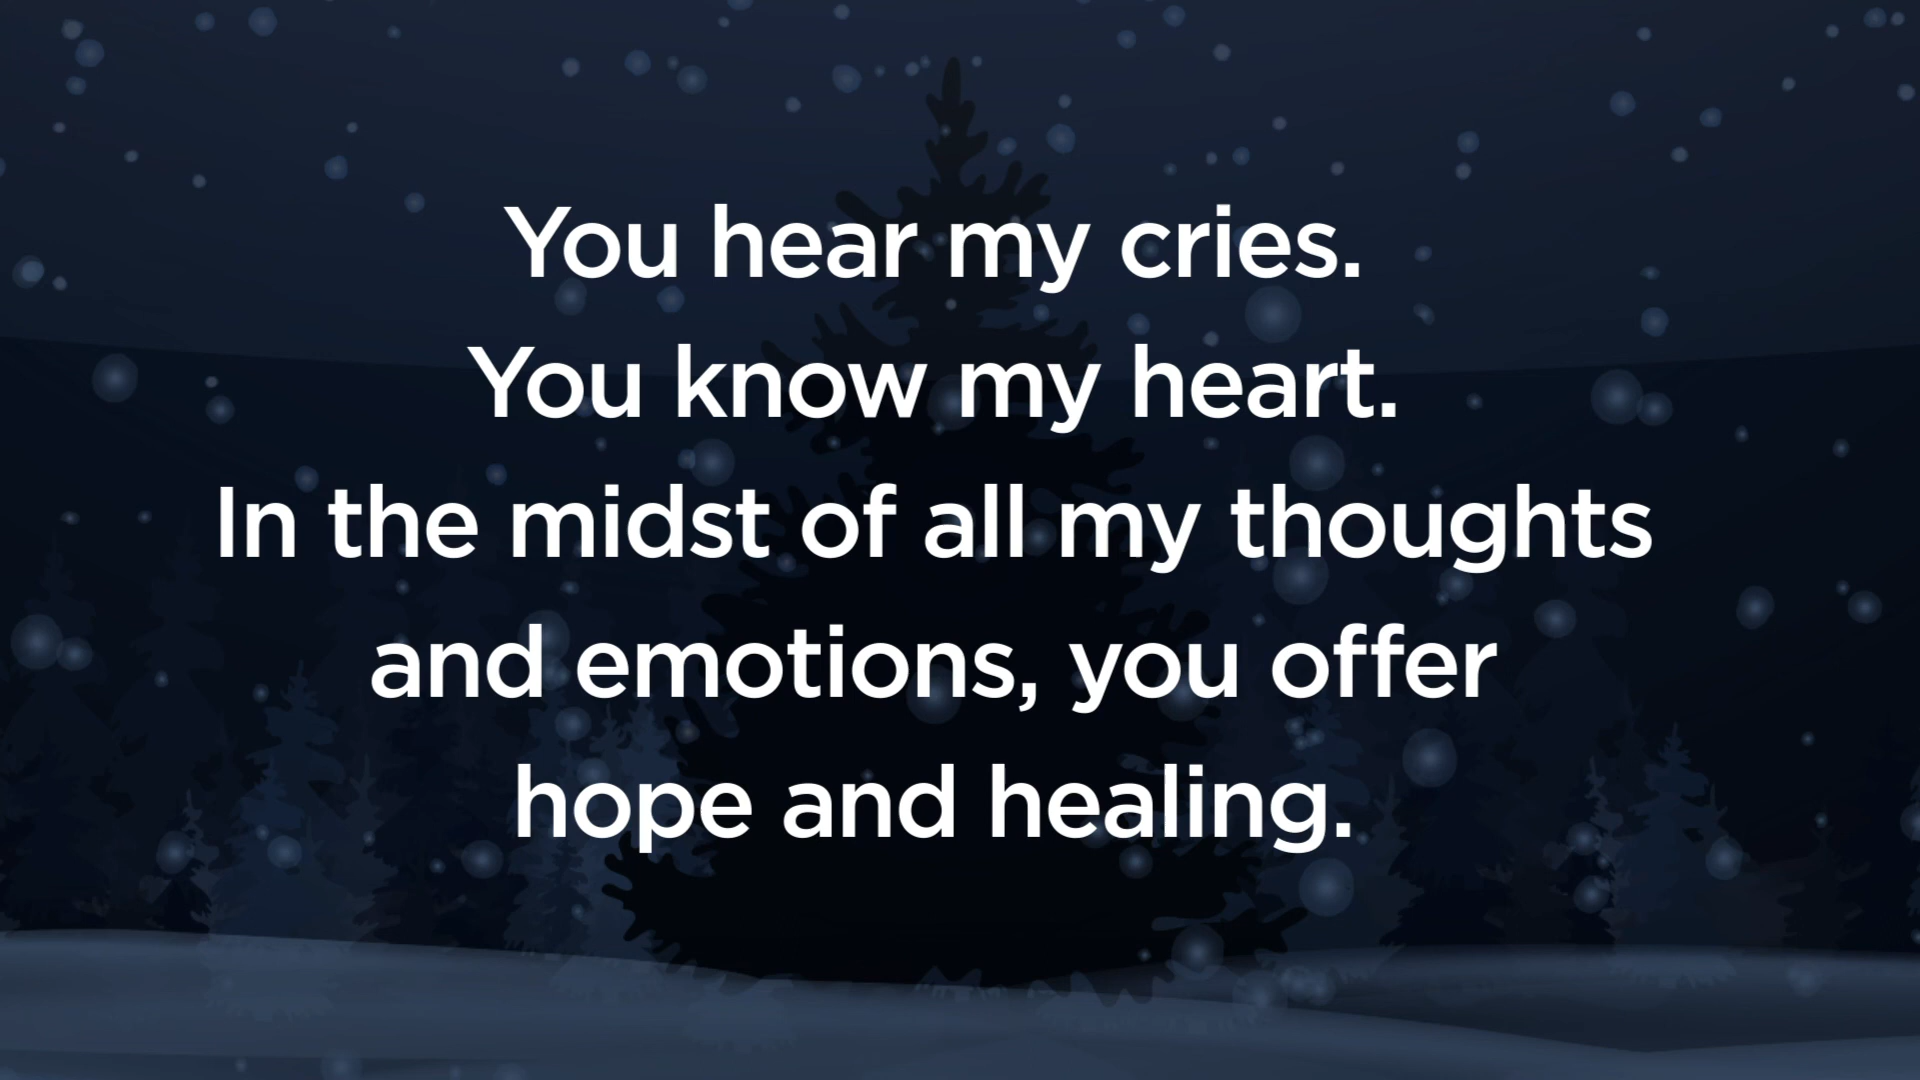 You hear my cries.
You know my heart.
In the midst of all my thoughts
and emotions, you offer
hope and healing.